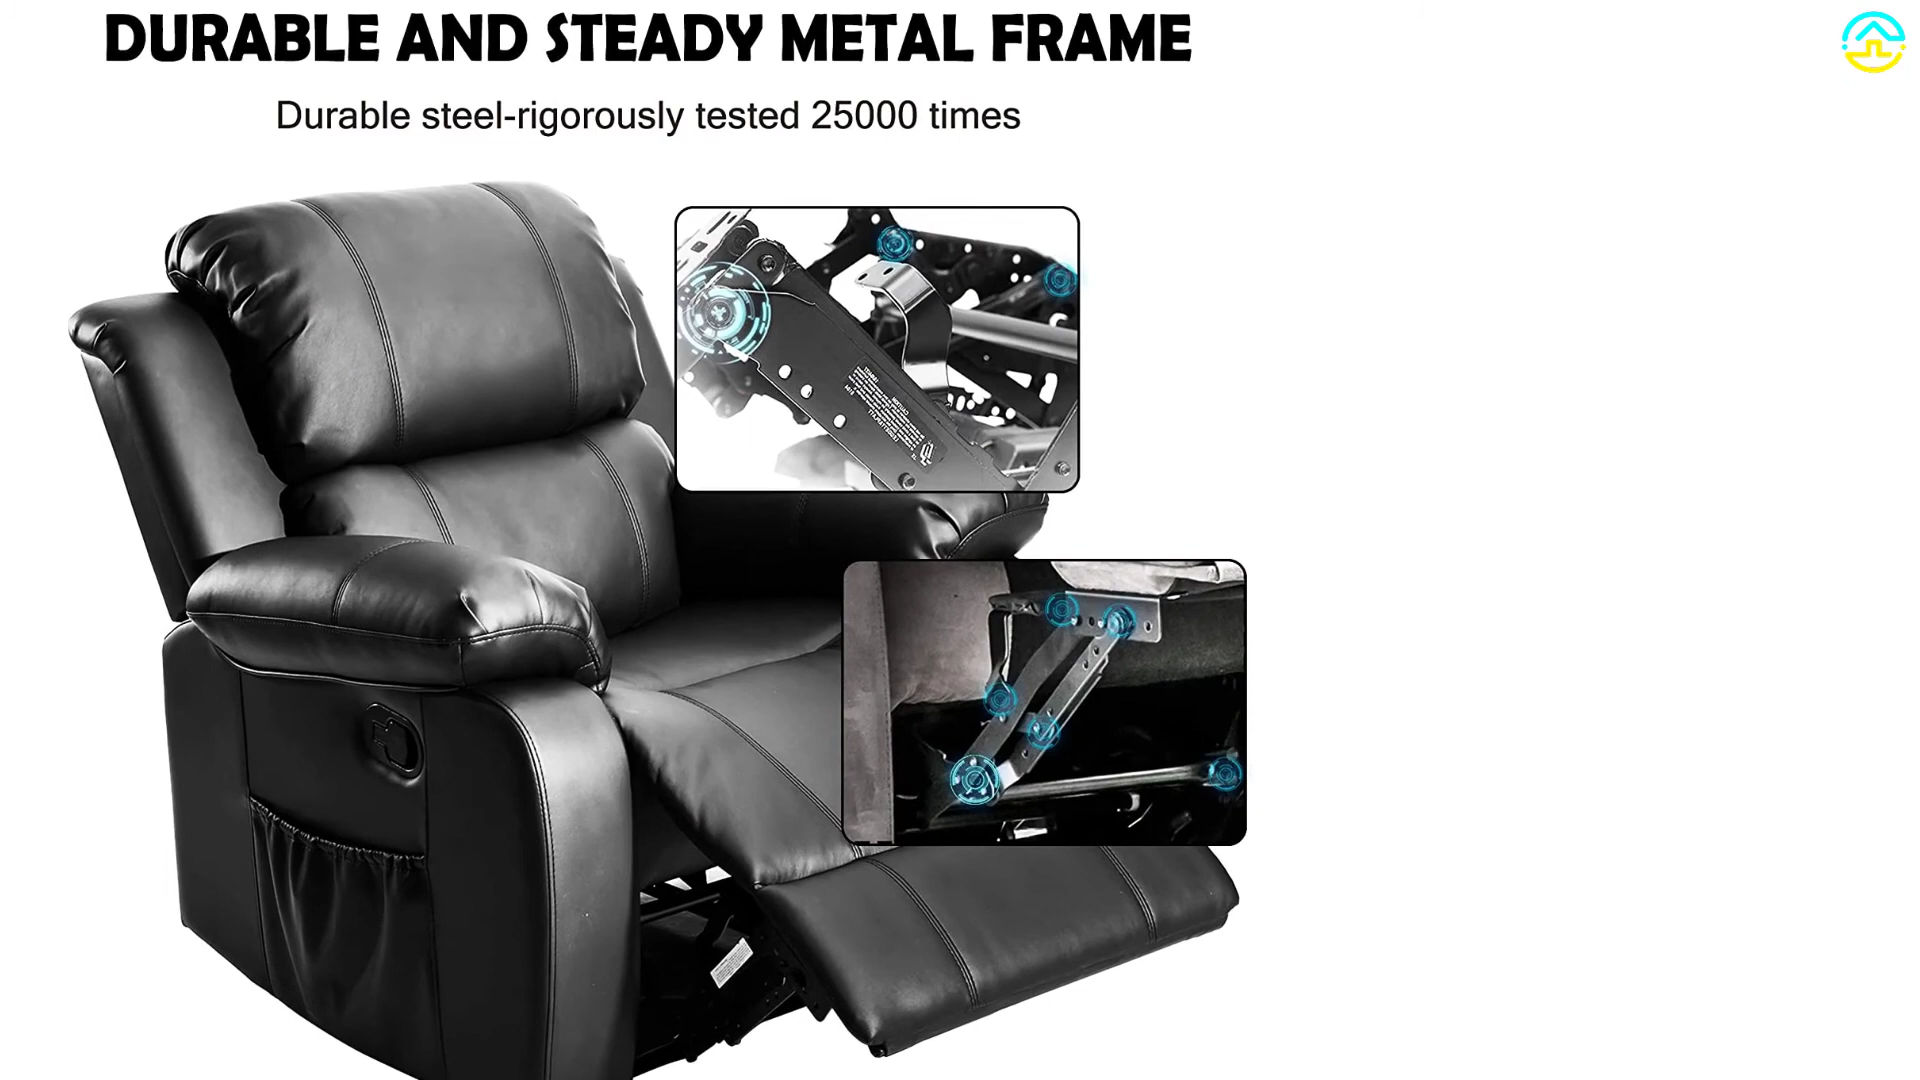 DURABLE AND STEADY METAL FRAME
Durable steel-rigorously tested 25000 times